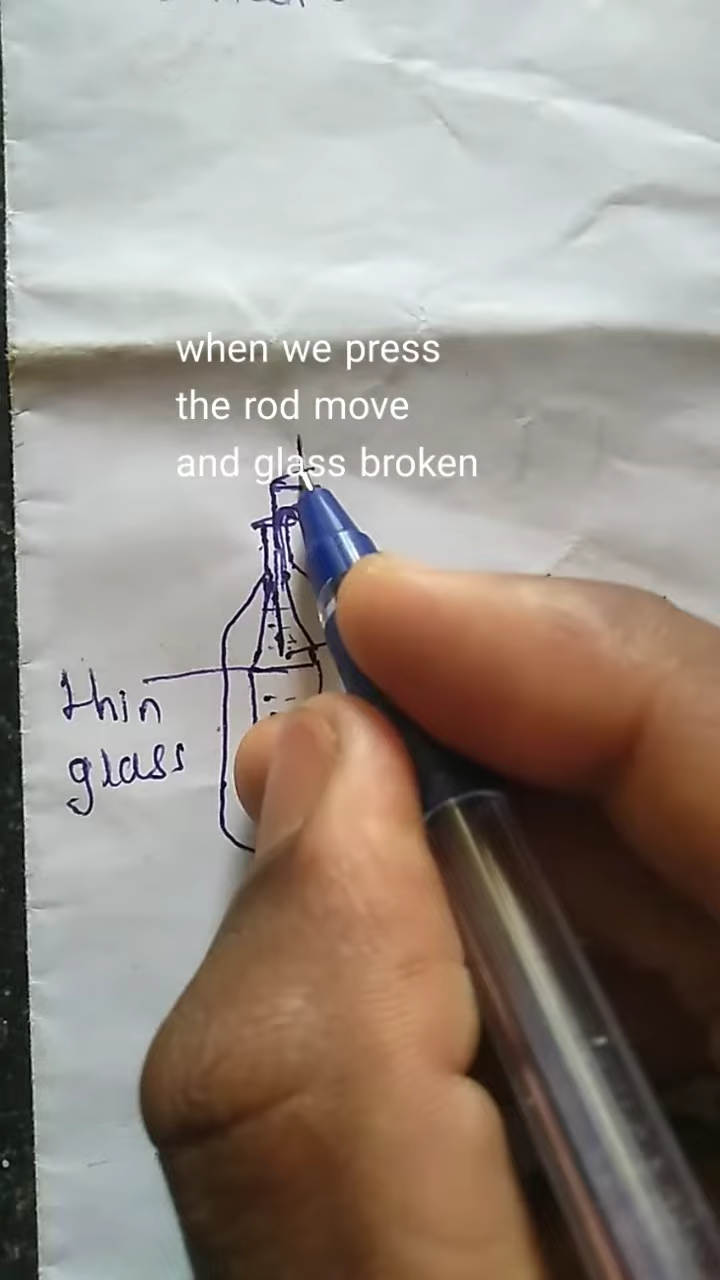 when we press
the rod move
and glass broken
thin
glass